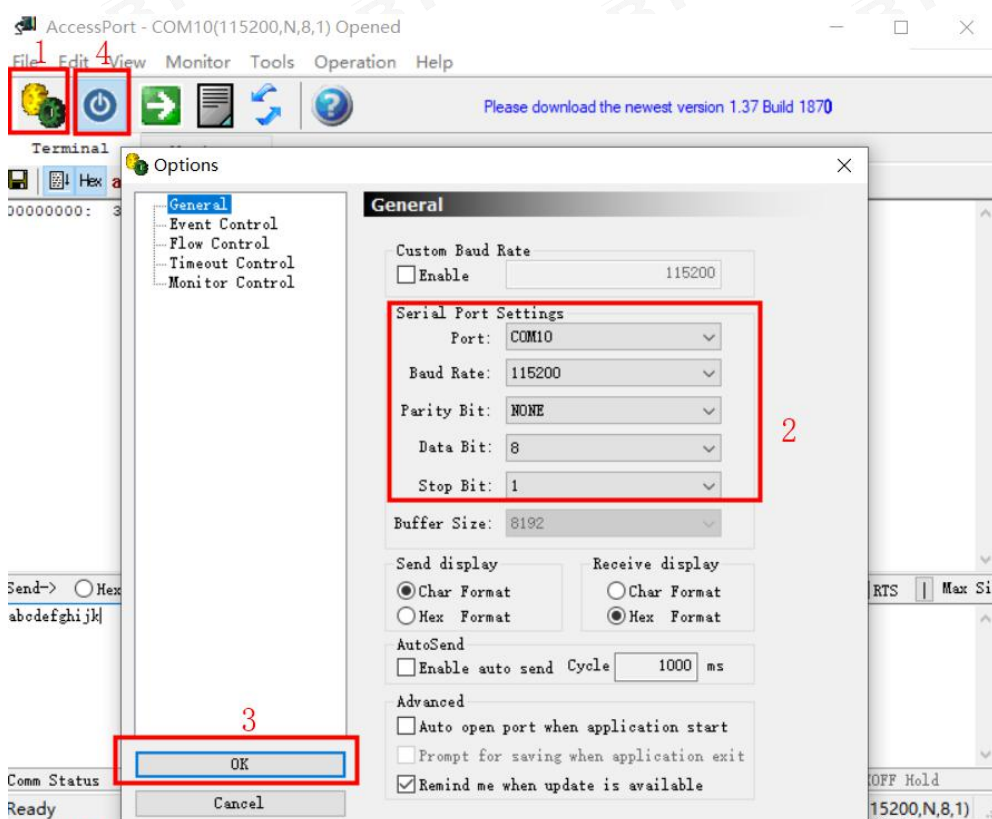 AccessPort - COM10(115200,N,8,1) Opened
1 4
File Edit View Monitor Tools Operation Help
Please download the newest version 1.37 Build 1870
Terminal
Options
Hex a
00000000: 3
General
Event Control
Flow Control
Timeout Control
Monitor Control
General
Custom Baud Rate
Enable 115200
Serial Port Settings
Port: COM10
Baud Rate: 115200
Parity Bit: NONE
Data Bit: 8
Stop Bit: 1
2
Buffer Size: 8192
Send display Receive display
Char Format Char Format
Hex Format Hex Format
Send-> Hex
RTS | Max Si
abcdefghijk
AutoSend
Enable auto send Cycle 1000 ms
Advanced
Auto open port when application start
Prompt for saving when application exit
Remind me when update is available
3
OK
Cancel
Comm Status
XOFF Hold
Ready
15200,N,8,1)